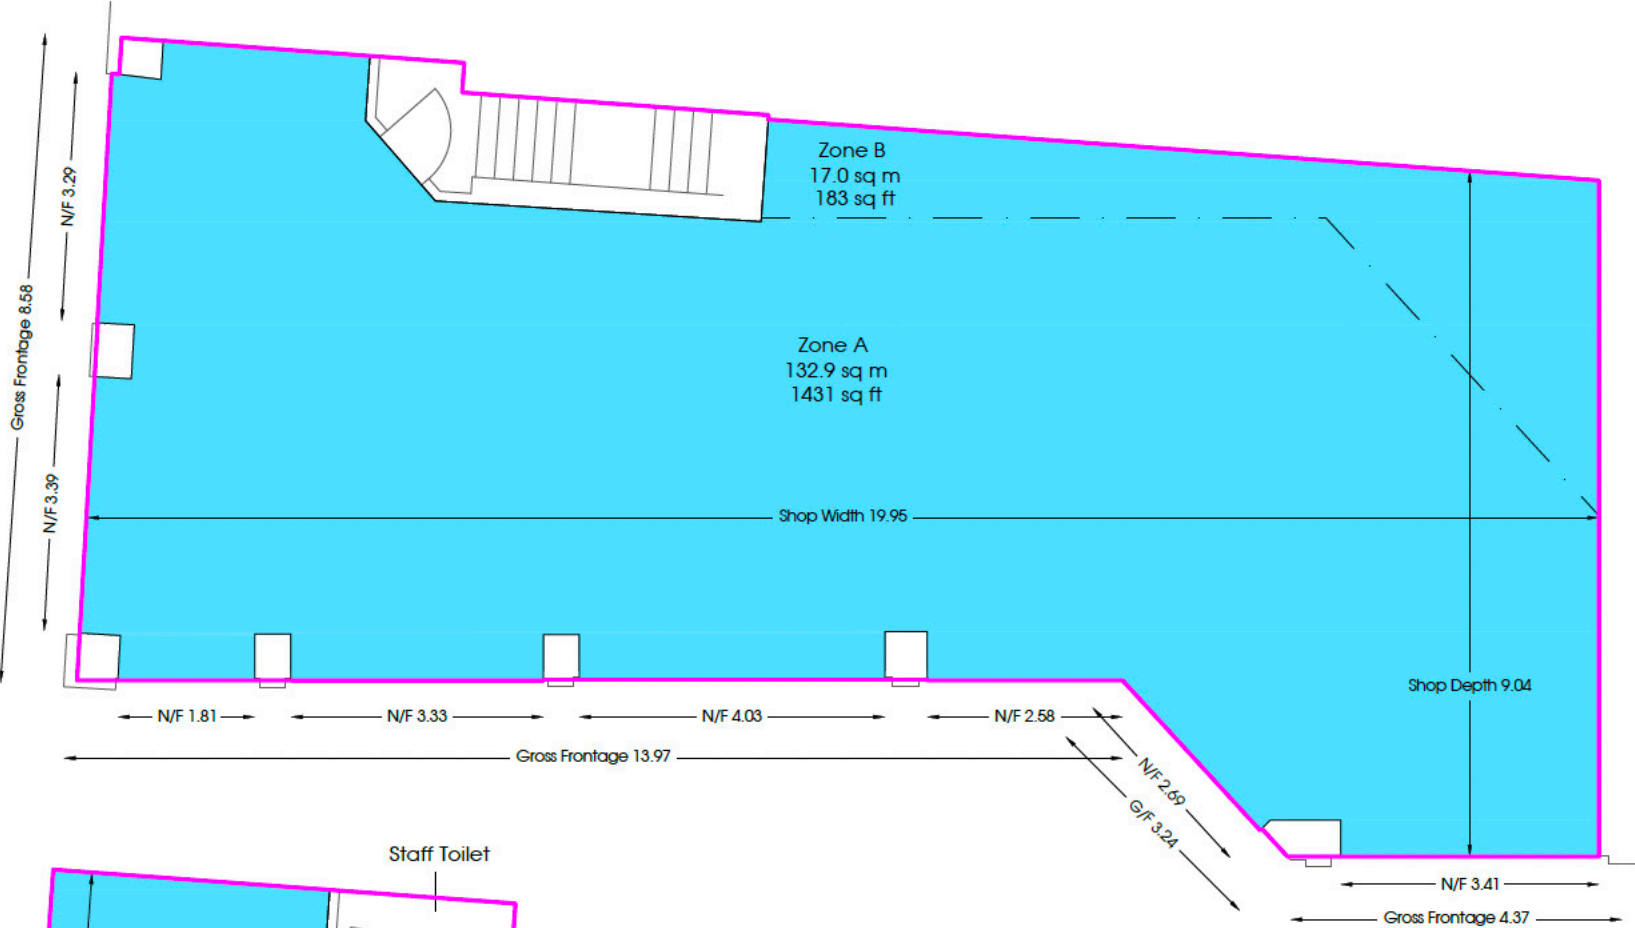 Zone B
17.0 sq m
183 sq ft
N/F 3.29
Gross Frontage 8.58
Zone A
132.9 sq m
1431 sq ft
N/F 3.39
Shop Width 19.95
Shop Depth 9.04
N/F 1.81
N/F 3.33
N/F 4.03
N/F 2.58
Gross Frontage 13.97
N/F 2.69
G/F 3.24
Staff Toilet
N/F 3.41
Gross Frontage 4.37